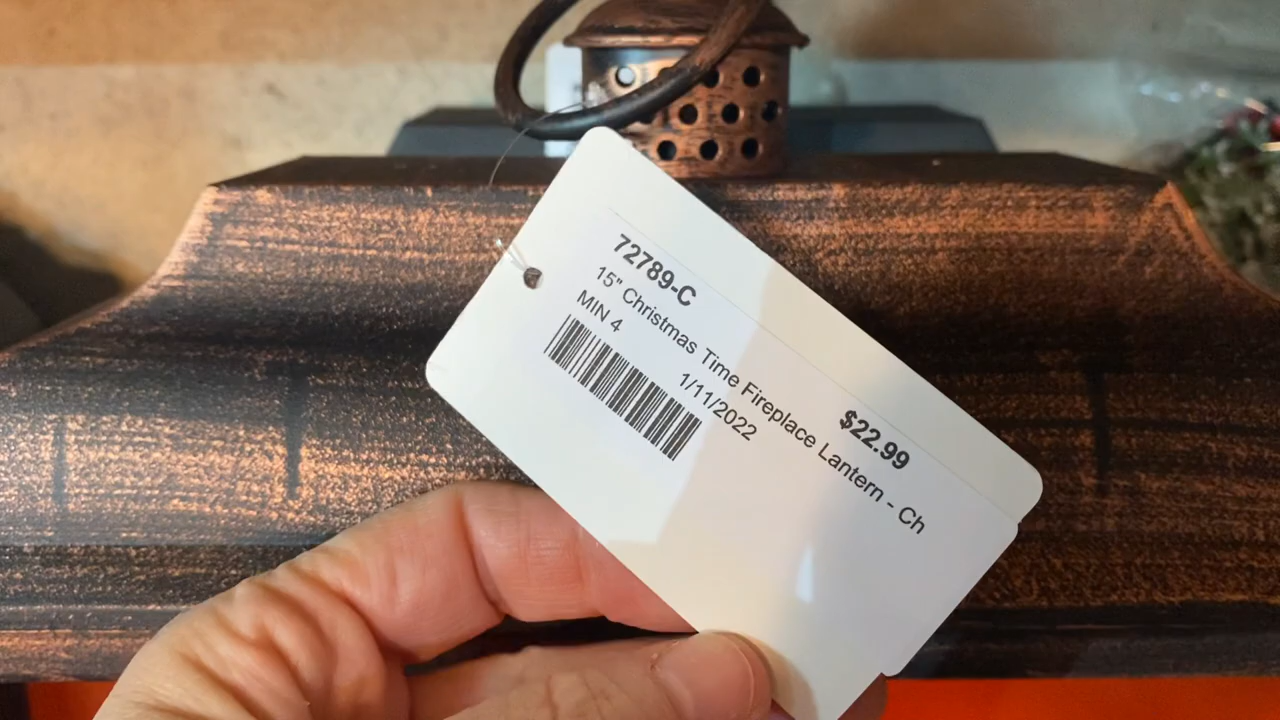 72789-C
15" Christmas Time Fireplace Lantern - Ch
MIN 4
$22.99
1/11/2022